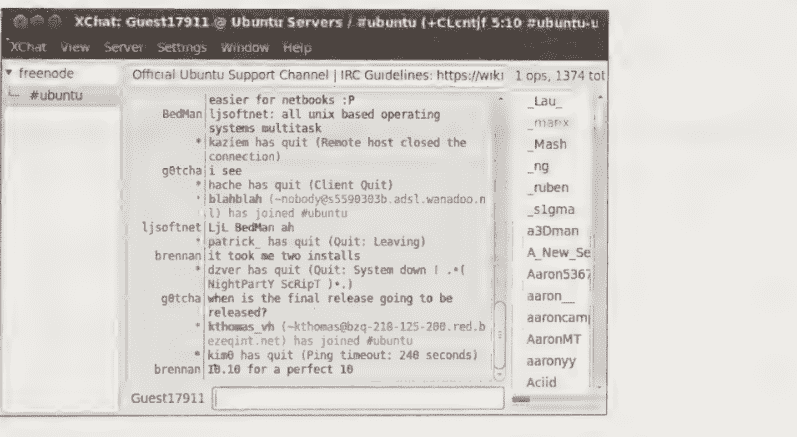 XChat: Guest17911 @ Ubuntu Servers / #ubuntu (+CLcntjf 5:10 #ubuntu-u
XChat View Server Settings Window Help
freenode
#ubuntu
Official Ubuntu Support Channel | IRC Guidelines: https://wiki
1 ops, 1374 tot
easier for netbooks :P
BedMan ljsoftnet: all unix based operating
systems multitask
* kaziem has quit (Remote host closed the
connection)
g0tcha i see
* hache has quit (Client Quit)
* blahblah (~nobody@s5590303b.adsl.wanadoo.n
l) has joined #ubuntu
ljsoftnet LjL BedMan ah
* patrick_ has quit (Quit: Leaving)
brennan it took me two installs
* dzver has quit (Quit: System down ! .•(
NightPartY ScRipT )•.)
g0tcha when is the final release going to be
released?
* kthomas_vh (~kthomas@bzq-218-125-200.red.b
ezeqint.net) has joined #ubuntu
* kim0 has quit (Ping timeout: 240 seconds)
brennan 10.10 for a perfect 10
Guest17911
_Lau_
_marx
_Mash
_ng
_ruben
_s1gma
a3Dman
A_New_Se
Aaron5367
aaron__
aaroncamp
AaronMT
aaronyy
Aciid